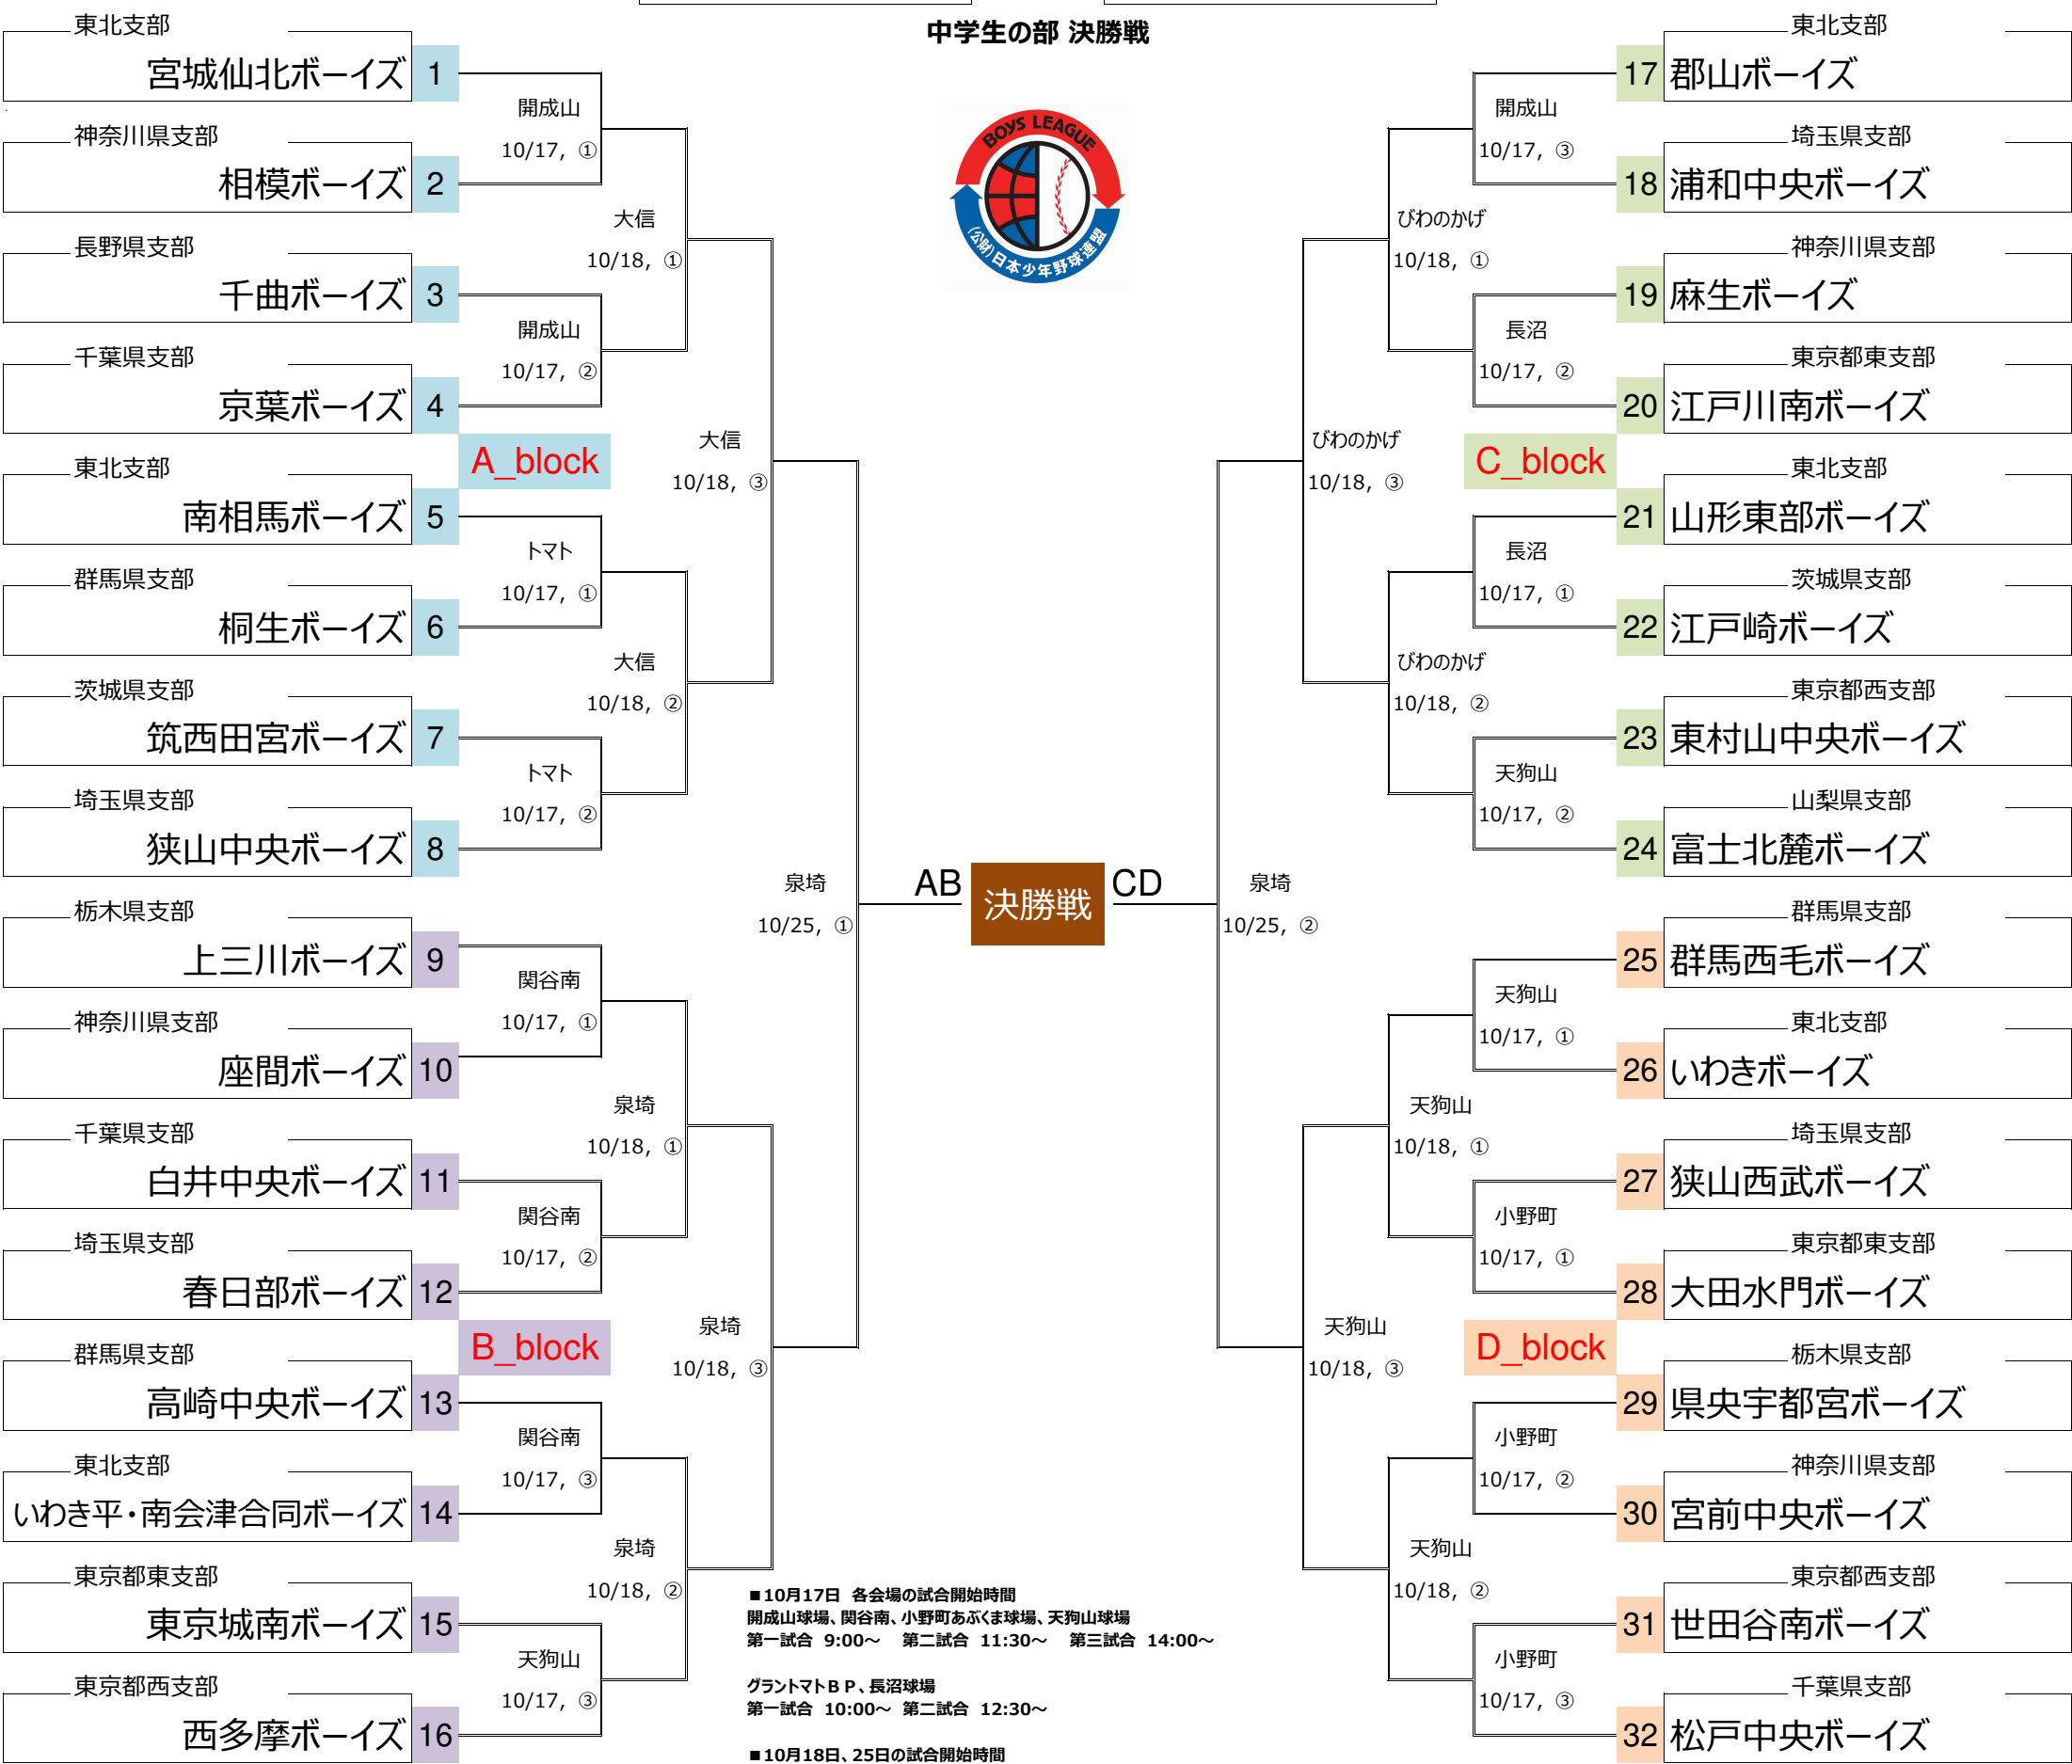 中学生の部 決勝戦
BOYS LEAGUE
(公財)日本少年野球連盟
東北支部
宮城仙北ボーイズ 1
開成山
10/17, ①
神奈川県支部
相模ボーイズ 2
大信
10/18, ①
長野県支部
千曲ボーイズ 3
開成山
10/17, ②
千葉県支部
京葉ボーイズ 4
A_block
大信
10/18, ③
東北支部
南相馬ボーイズ 5
トマト
10/17, ①
群馬県支部
桐生ボーイズ 6
大信
10/18, ②
茨城県支部
筑西田宮ボーイズ 7
トマト
10/17, ②
埼玉県支部
狭山中央ボーイズ 8
泉埼
10/25, ①
栃木県支部
上三川ボーイズ 9
関谷南
10/17, ①
神奈川県支部
座間ボーイズ 10
泉埼
10/18, ①
千葉県支部
白井中央ボーイズ 11
関谷南
10/17, ②
埼玉県支部
春日部ボーイズ 12
B_block
泉埼
10/18, ③
群馬県支部
高崎中央ボーイズ 13
関谷南
10/17, ③
東北支部
いわき平・南会津合同ボーイズ 14
泉埼
10/18, ②
東京都東支部
東京城南ボーイズ 15
天狗山
10/17, ③
東京都西支部
西多摩ボーイズ 16
AB 決勝戦 CD
東北支部
17 郡山ボーイズ
開成山
10/17, ③
埼玉県支部
18 浦和中央ボーイズ
びわのかげ
10/18, ①
神奈川県支部
19 麻生ボーイズ
長沼
10/17, ②
東京都東支部
20 江戸川南ボーイズ
C_block
びわのかげ
10/18, ③
東北支部
21 山形東部ボーイズ
長沼
10/17, ①
茨城県支部
22 江戸崎ボーイズ
びわのかげ
10/18, ②
東京都西支部
23 東村山中央ボーイズ
天狗山
10/17, ②
山梨県支部
24 富士北麓ボーイズ
泉埼
10/25, ②
群馬県支部
25 群馬西毛ボーイズ
天狗山
10/17, ①
東北支部
26 いわきボーイズ
天狗山
10/18, ①
埼玉県支部
27 狭山西武ボーイズ
小野町
10/17, ①
東京都東支部
28 大田水門ボーイズ
D_block
天狗山
10/18, ③
栃木県支部
29 県央宇都宮ボーイズ
小野町
10/17, ②
神奈川県支部
30 宮前中央ボーイズ
天狗山
10/18, ②
東京都西支部
31 世田谷南ボーイズ
小野町
10/17, ③
千葉県支部
32 松戸中央ボーイズ
■10月17日 各会場の試合開始時間
開成山球場、関谷南、小野町あぶくま球場、天狗山球場
第一試合 9:00～ 第二試合 11:30～ 第三試合 14:00～
グラントマトＢＰ、長沼球場
第一試合 10:00～ 第二試合 12:30～
■10月18日、25日の試合開始時間